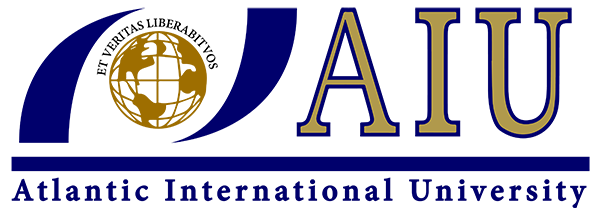 ET VERITAS LIBERABITVOS
AIU
Atlantic International University